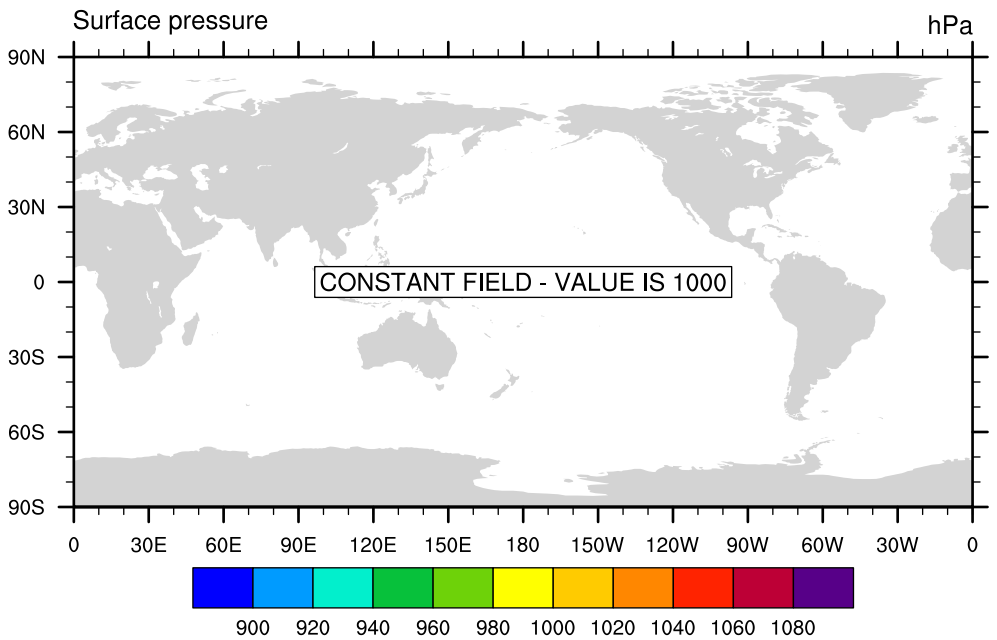 Surface pressure hPa
90N
60N
30N
0
30S
60S
90S
CONSTANT FIELD - VALUE IS 1000
0 30E 60E 90E 120E 150E 180 150W 120W 90W 60W 30W 0
900 920 940 960 980 1000 1020 1040 1060 1080